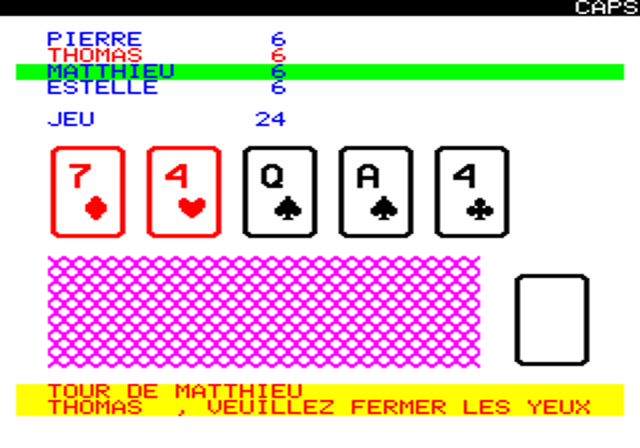 CAPS
PIERRE 6
THOMAS 6
MATTHIEU 6
ESTELLE 6
JEU 24
7 4 Q A 4
TOUR DE MATTHIEU
THOMAS , VEUILLEZ FERMER LES YEUX